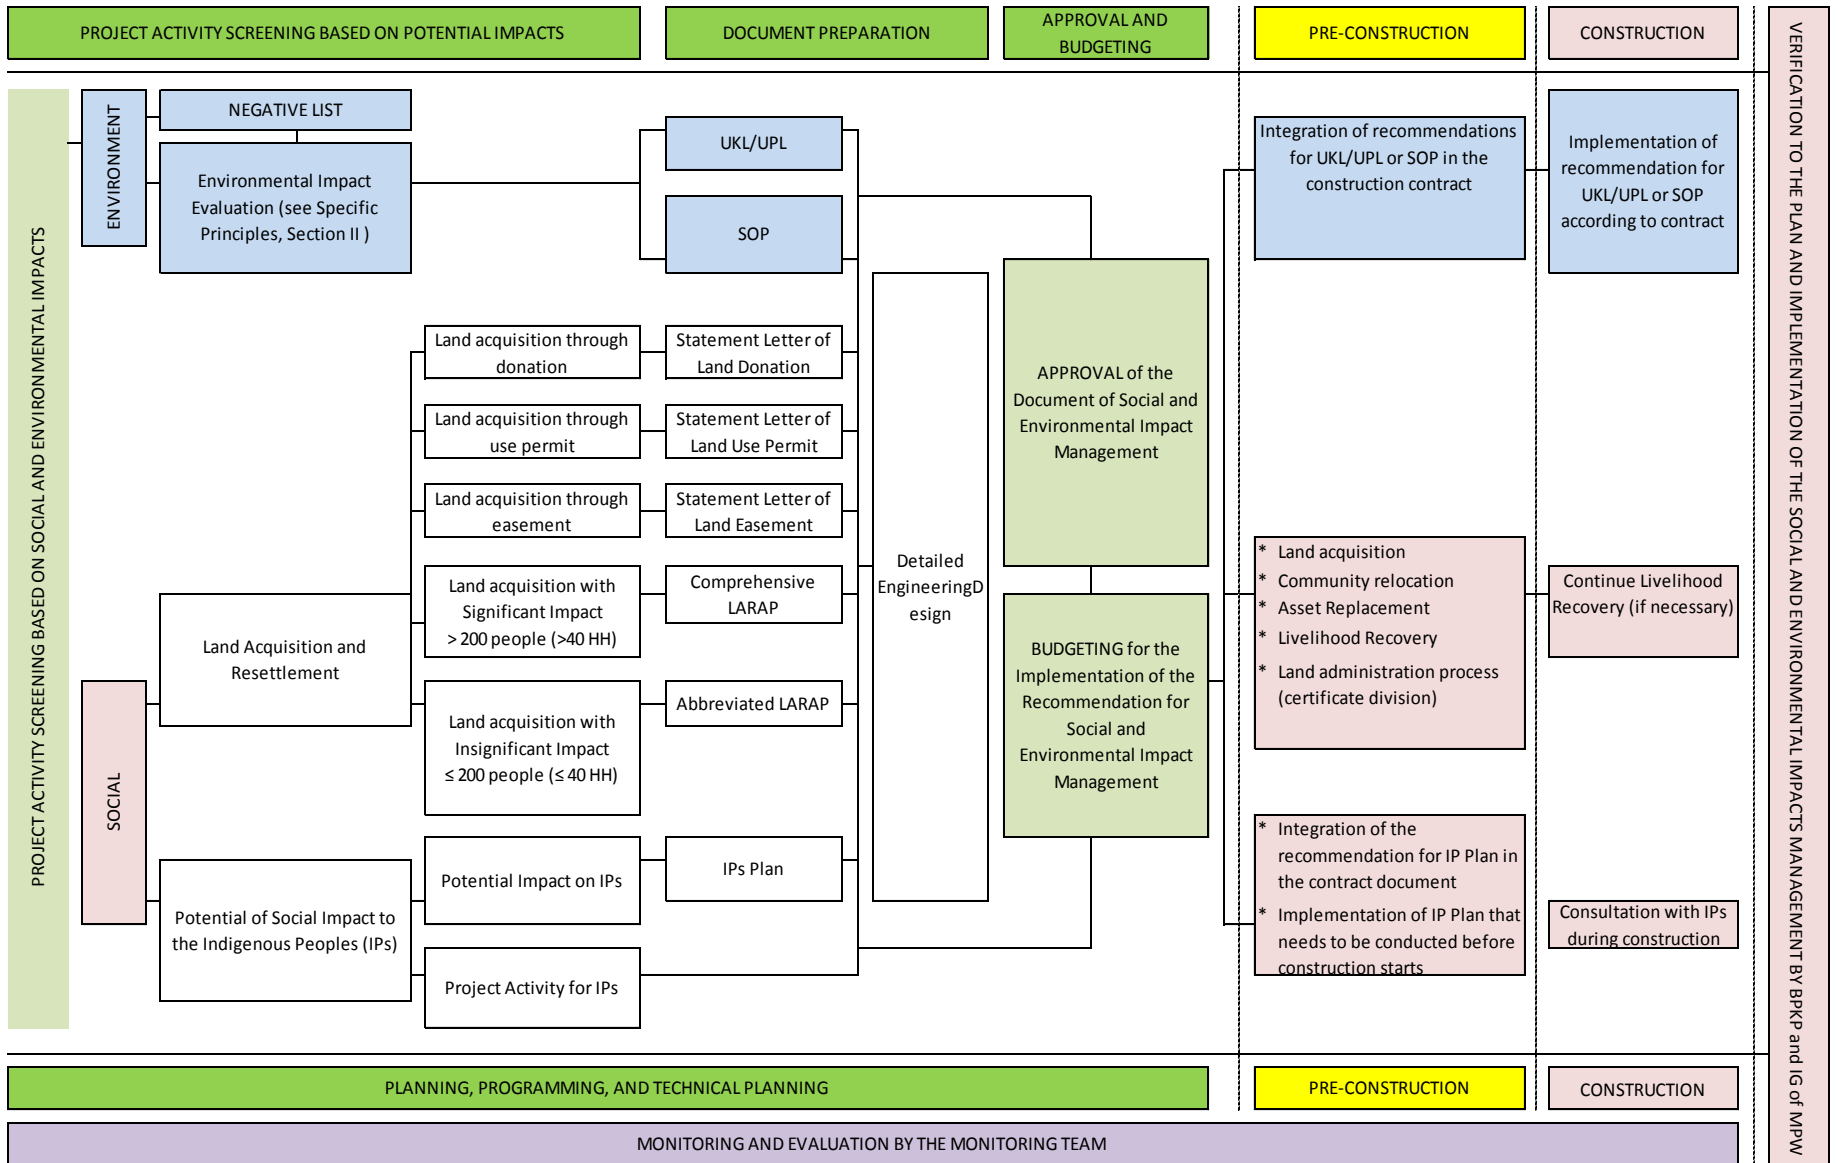 PROJECT ACTIVITY SCREENING BASED ON POTENTIAL IMPACTS
DOCUMENT PREPARATION
APPROVAL AND
BUDGETING
PRE-CONSTRUCTION
CONSTRUCTION
VERIFICATION TO THE PLAN AND IMPLEMENTATION OF THE SOCIAL AND ENVIRONMENTAL IMPACTS MANAGEMENT BY BPKP and IG of MPW
PROJECT ACTIVITY SCREENING BASED ON SOCIAL AND ENVIRONMENTAL IMPACTS
ENVIRONMENT
NEGATIVE LIST
Environmental Impact
Evaluation (see Specific
Principles, Section II )
UKL/UPL
SOP
Integration of recommendations
for UKL/UPL or SOP in the
construction contract
Implementation of
recommendation for
UKL/UPL or SOP
according to contract
Land acquisition through
donation
Statement Letter of
Land Donation
Land acquisition through
use permit
Statement Letter of
Land Use Permit
Land acquisition through
easement
Statement Letter of
Land Easement
Land acquisition with
Significant Impact
> 200 people (>40 HH)
Comprehensive
LARAP
Land acquisition with
Insignificant Impact
≤ 200 people (≤ 40 HH)
Abbreviated LARAP
Detailed
EngineeringD
esign
APPROVAL of the
Document of Social and
Environmental Impact
Management
BUDGETING for the
Implementation of the
Recommendation for
Social and
Environmental Impact
Management
* Land acquisition
* Community relocation
* Asset Replacement
* Livelihood Recovery
* Land administration process
(certificate division)
Continue Livelihood
Recovery (if necessary)
SOCIAL
Land Acquisition and
Resettlement
Potential of Social Impact to
the Indigenous Peoples (IPs)
Potential Impact on IPs
IPs Plan
Project Activity for IPs
* Integration of the
recommendation for IP Plan in
the contract document
* Implementation of IP Plan that
needs to be conducted before
construction starts
Consultation with IPs
during construction
PLANNING, PROGRAMMING, AND TECHNICAL PLANNING
PRE-CONSTRUCTION
CONSTRUCTION
MONITORING AND EVALUATION BY THE MONITORING TEAM